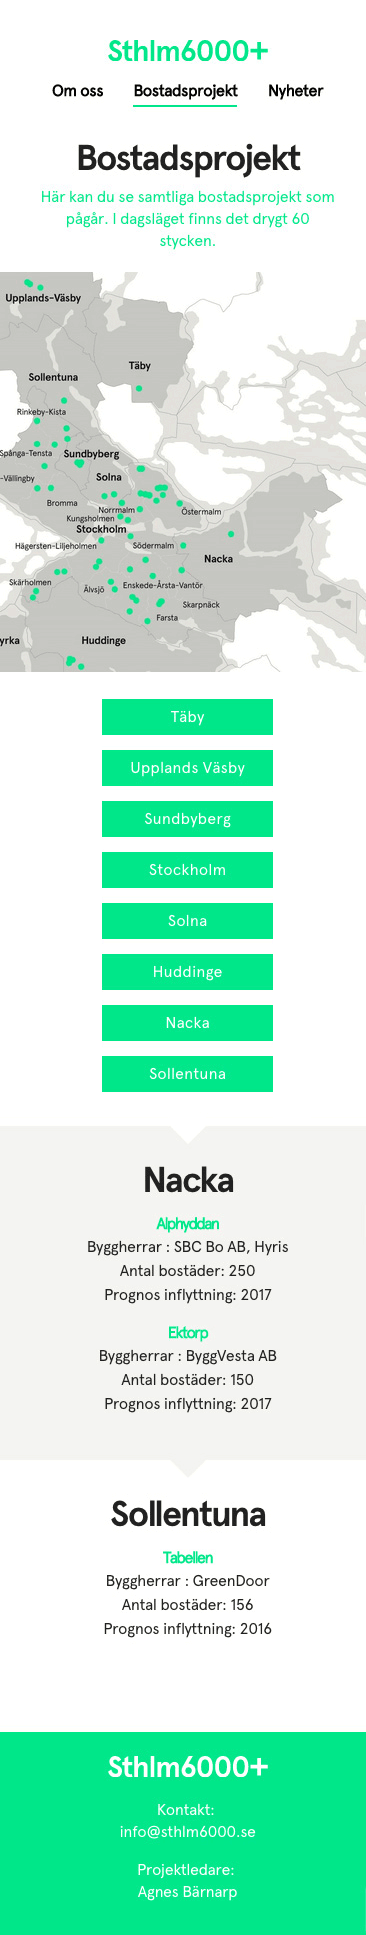 Sthlm6000+
Om oss Bostadsprojekt Nyheter
Bostadsprojekt
Här kan du se samtliga bostadsprojekt som
pågår. I dagsläget finns det drygt 60
stycken.
Upplands-Väsby
Täby
Sollentuna
Rinkeby-Kista
Spånga-Tensta
Sundbyberg
Solna
-Vällingby
Bromma
Norrmalm
Östermalm
Kungsholmen
Stockholm
Hägersten-Liljeholmen
Södermalm
Nacka
Skärholmen
Älvsjö
Enskede-Årsta-Vantör
Skarpnäck
Farsta
yrka
Huddinge
Täby
Upplands Väsby
Sundbyberg
Stockholm
Solna
Huddinge
Nacka
Sollentuna
Nacka
Alphyddan
Byggherrar : SBC Bo AB, Hyris
Antal bostäder: 250
Prognos inflyttning: 2017
Ektorp
Byggherrar : ByggVesta AB
Antal bostäder: 150
Prognos inflyttning: 2017
Sollentuna
Tabellen
Byggherrar : GreenDoor
Antal bostäder: 156
Prognos inflyttning: 2016
Sthlm6000+
Kontakt:
info@sthlm6000.se
Projektledare:
Agnes Bärnarp